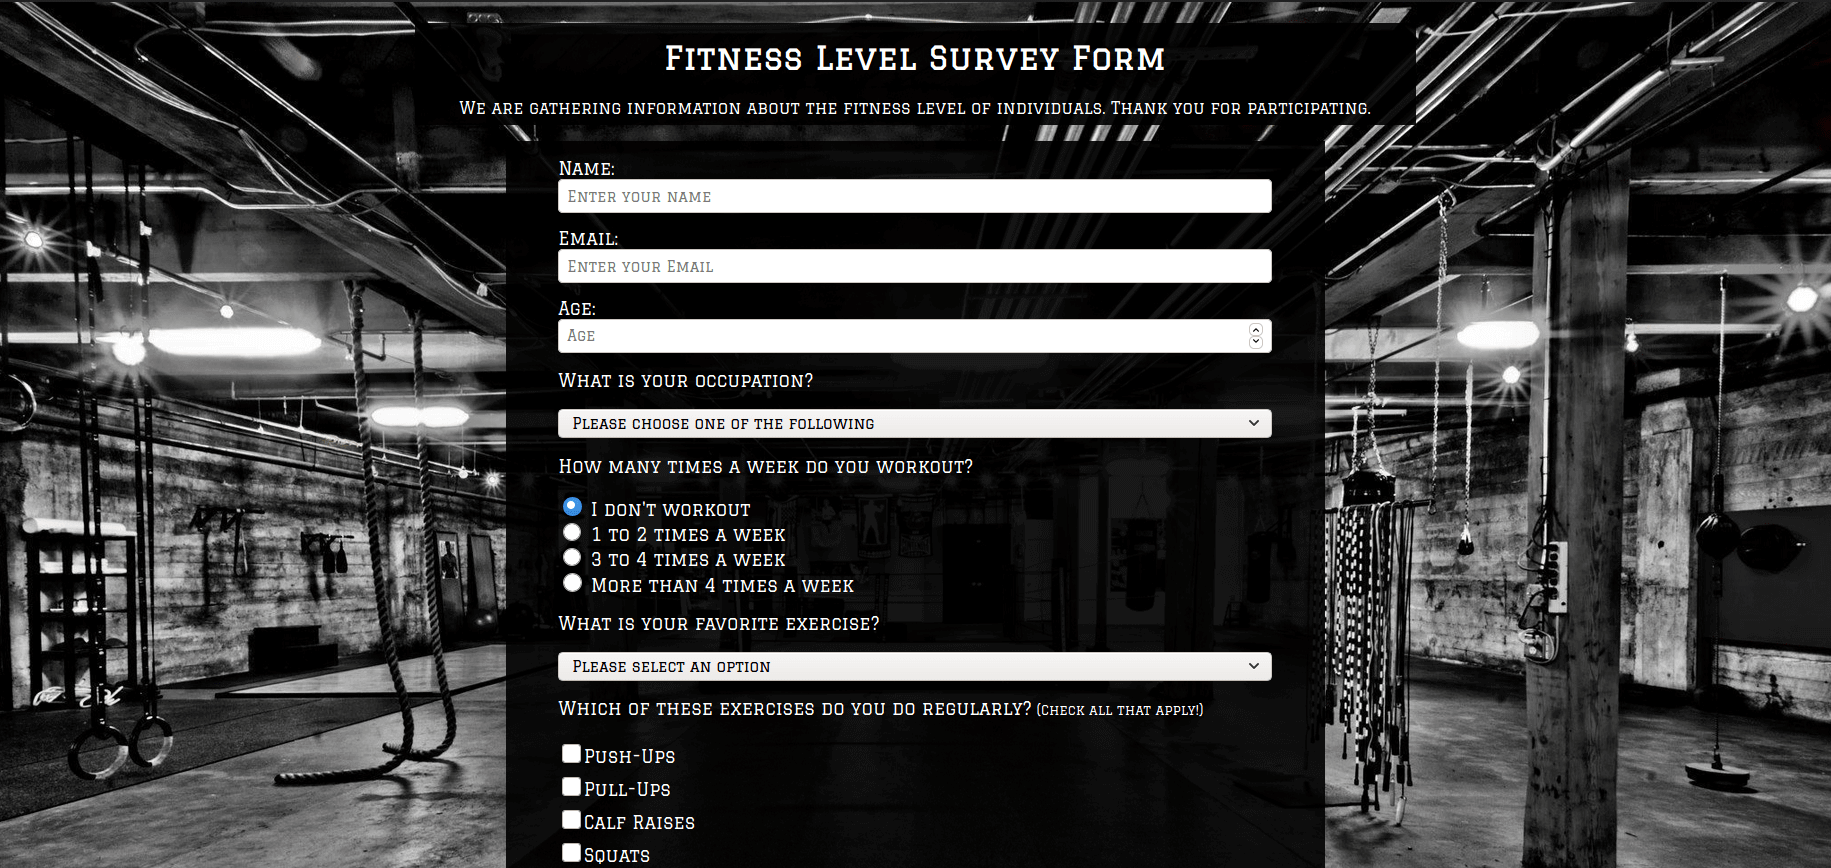 Fitness Level Survey Form
We are gathering information about the fitness level of individuals. Thank you for participating.
Name:
Enter your name
Email:
Enter your Email
Age:
Age
What is your occupation?
Please choose one of the following
How many times a week do you workout?
I don't workout
1 to 2 times a week
3 to 4 times a week
More than 4 times a week
What is your favorite exercise?
Please select an option
Which of these exercises do you do regularly? (Check all that apply!)
Push-Ups
Pull-Ups
Calf Raises
Squats